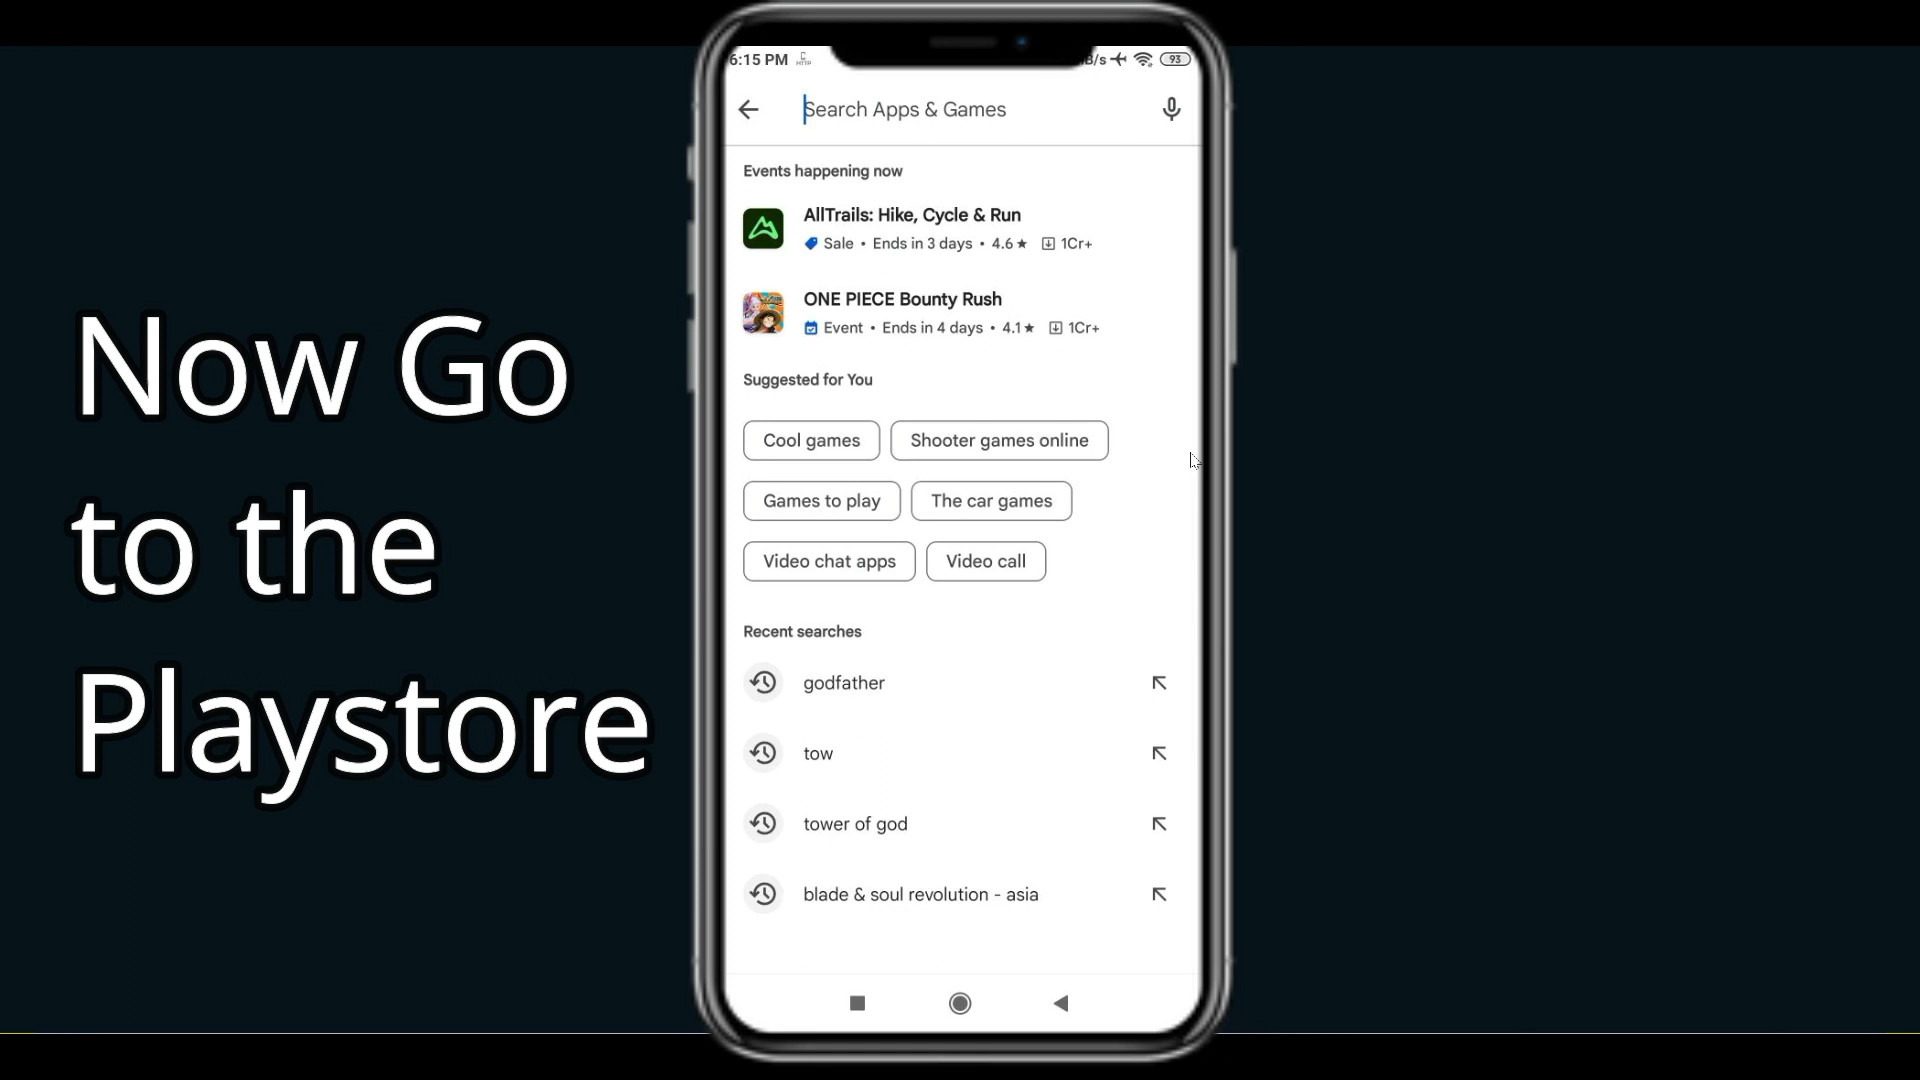 Now Go
to the
Playstore
6:15 PM
HTTP
B/s
93
Search Apps & Games
Events happening now
AllTrails: Hike, Cycle & Run
Sale • Ends in 3 days • 4.6★ 1Cr+
ONE PIECE Bounty Rush
Event • Ends in 4 days • 4.1★ 1Cr+
Suggested for You
Cool games
Shooter games online
Games to play
The car games
Video chat apps
Video call
Recent searches
godfather
tow
tower of god
blade & soul revolution - asia